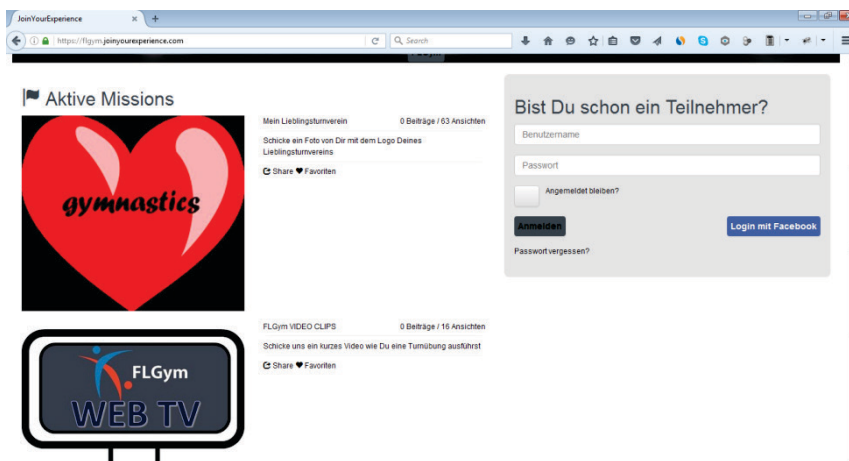 JoinYourExperience
https://flgym.joinyourexperience.com
Search
FLGym
Aktive Missions
gymnastics
Mein Lieblingsturnverein 0 Beiträge / 63 Ansichten
Schicke ein Foto von Dir mit dem Logo Deines
Lieblingsturnvereins
Share Favoriten
FLGym
WEB TV
FLGym VIDEO CLIPS 0 Beiträge / 16 Ansichten
Schicke uns ein kurzes Video wie Du eine Turnübung ausführst
Share Favoriten
Bist Du schon ein Teilnehmer?
Benutzername
Passwort
Angemeldet bleiben?
Anmelden Login mit Facebook
Passwort vergessen?